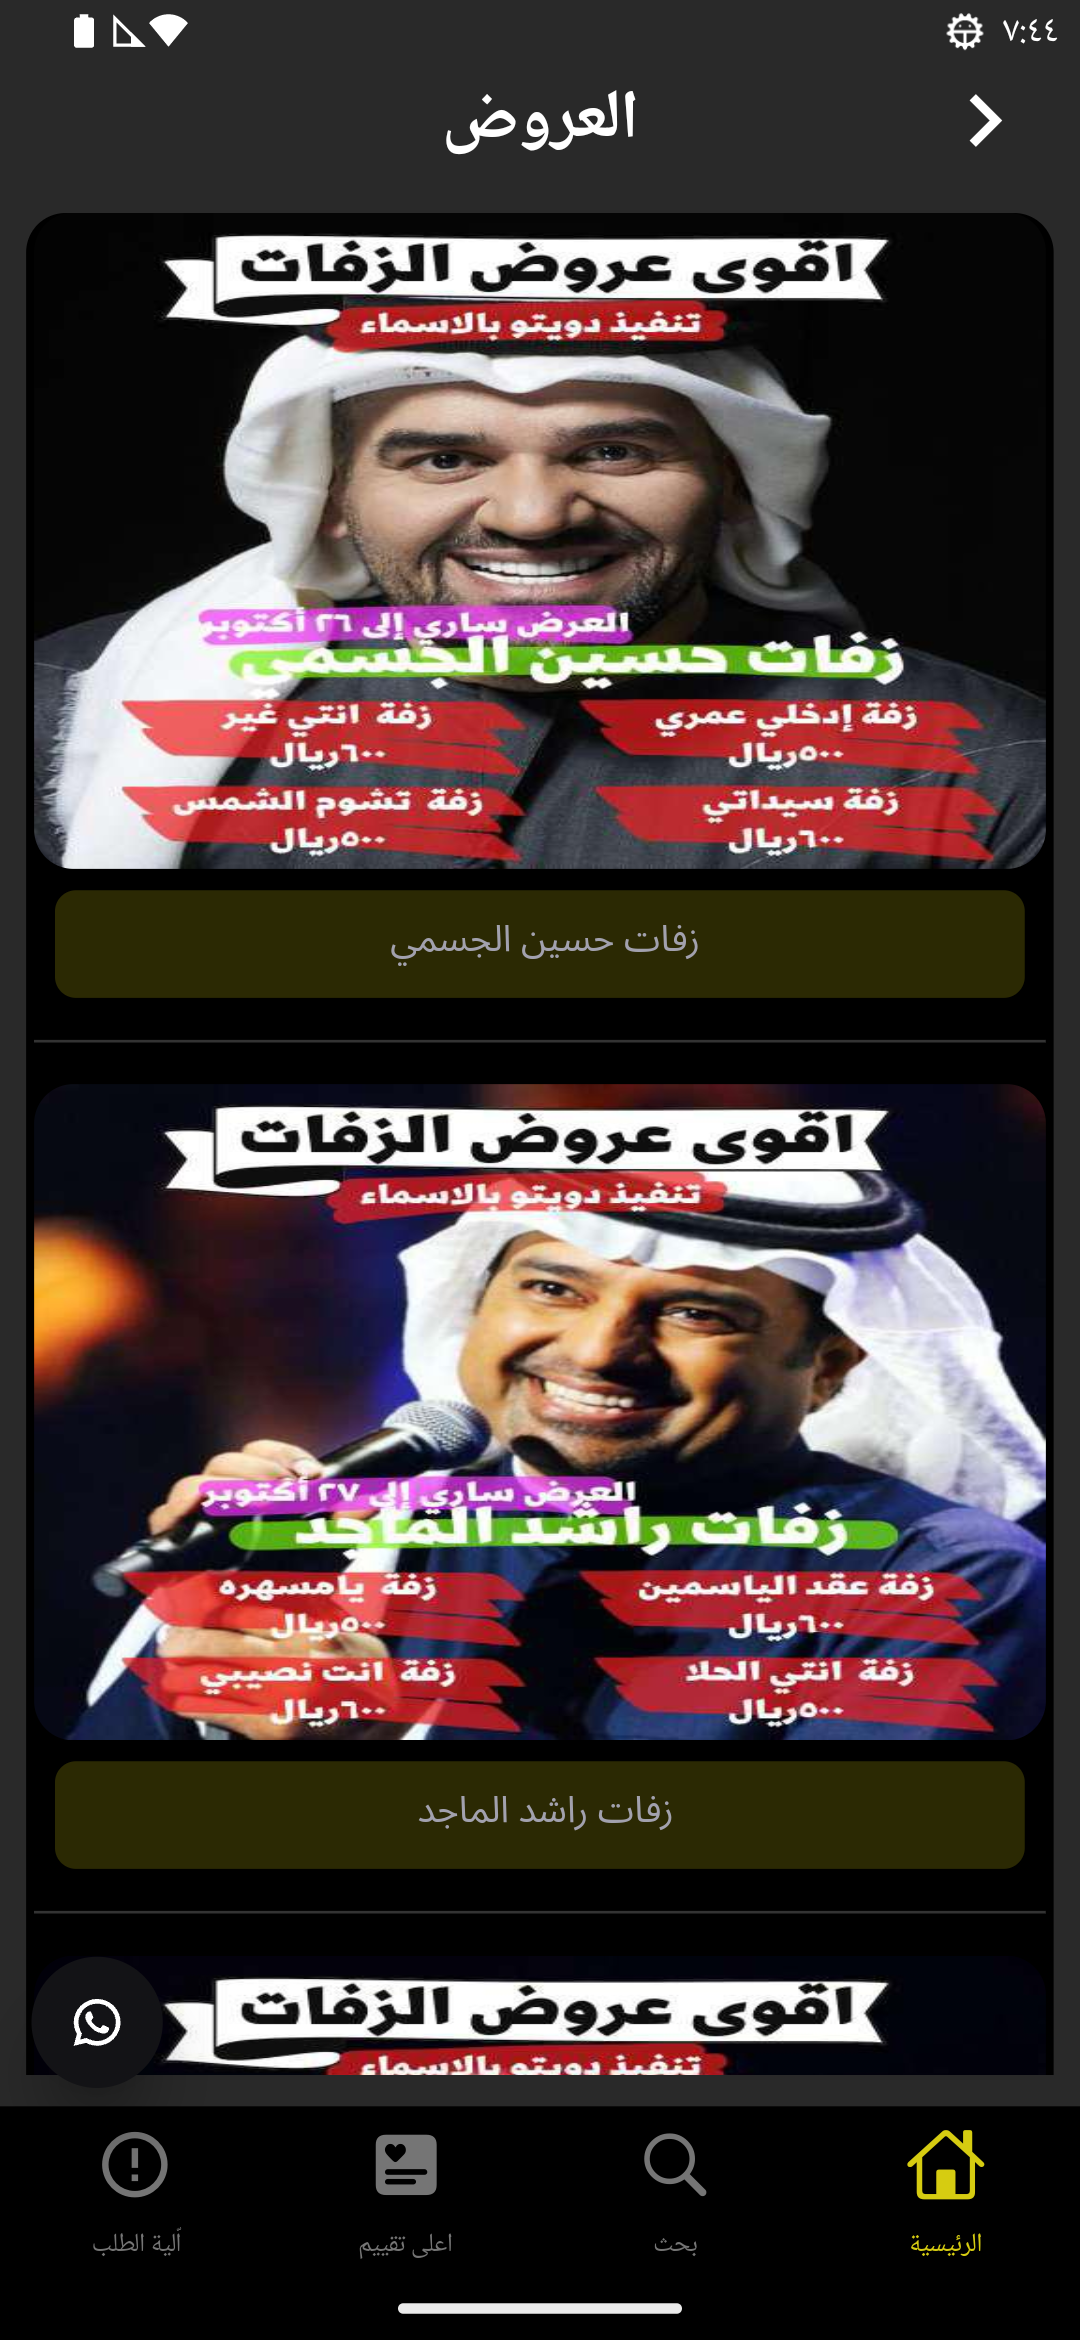 ٧:٤٤
العروض
اقوى عروض الزفات
تنفيذ دويتو بالاسماء
العرض ساري إلى ٢٦ أكتوبر
زفات حسين الجسمي
زفة إدخلي عمري
٥٠٠ريال
زفة انتي غير
٦٠٠ريال
زفة سيداتي
٦٠٠ريال
زفة تشوم الشمس
٥٠٠ريال
زفات حسين الجسمي
اقوى عروض الزفات
تنفيذ دويتو بالاسماء
العرض ساري إلى ٢٧ أكتوبر
زفات راشد الماجد
زفة عقد الياسمين
٦٠٠ريال
زفة يامسهره
٥٠٠ريال
زفة انتي الحلا
٥٠٠ريال
زفة انت نصيبي
٦٠٠ريال
زفات راشد الماجد
اقوى عروض الزفات
تنفيذ دويتو بالاسماء
الرئيسية
بحث
اعلى تقييم
ألية الطلب